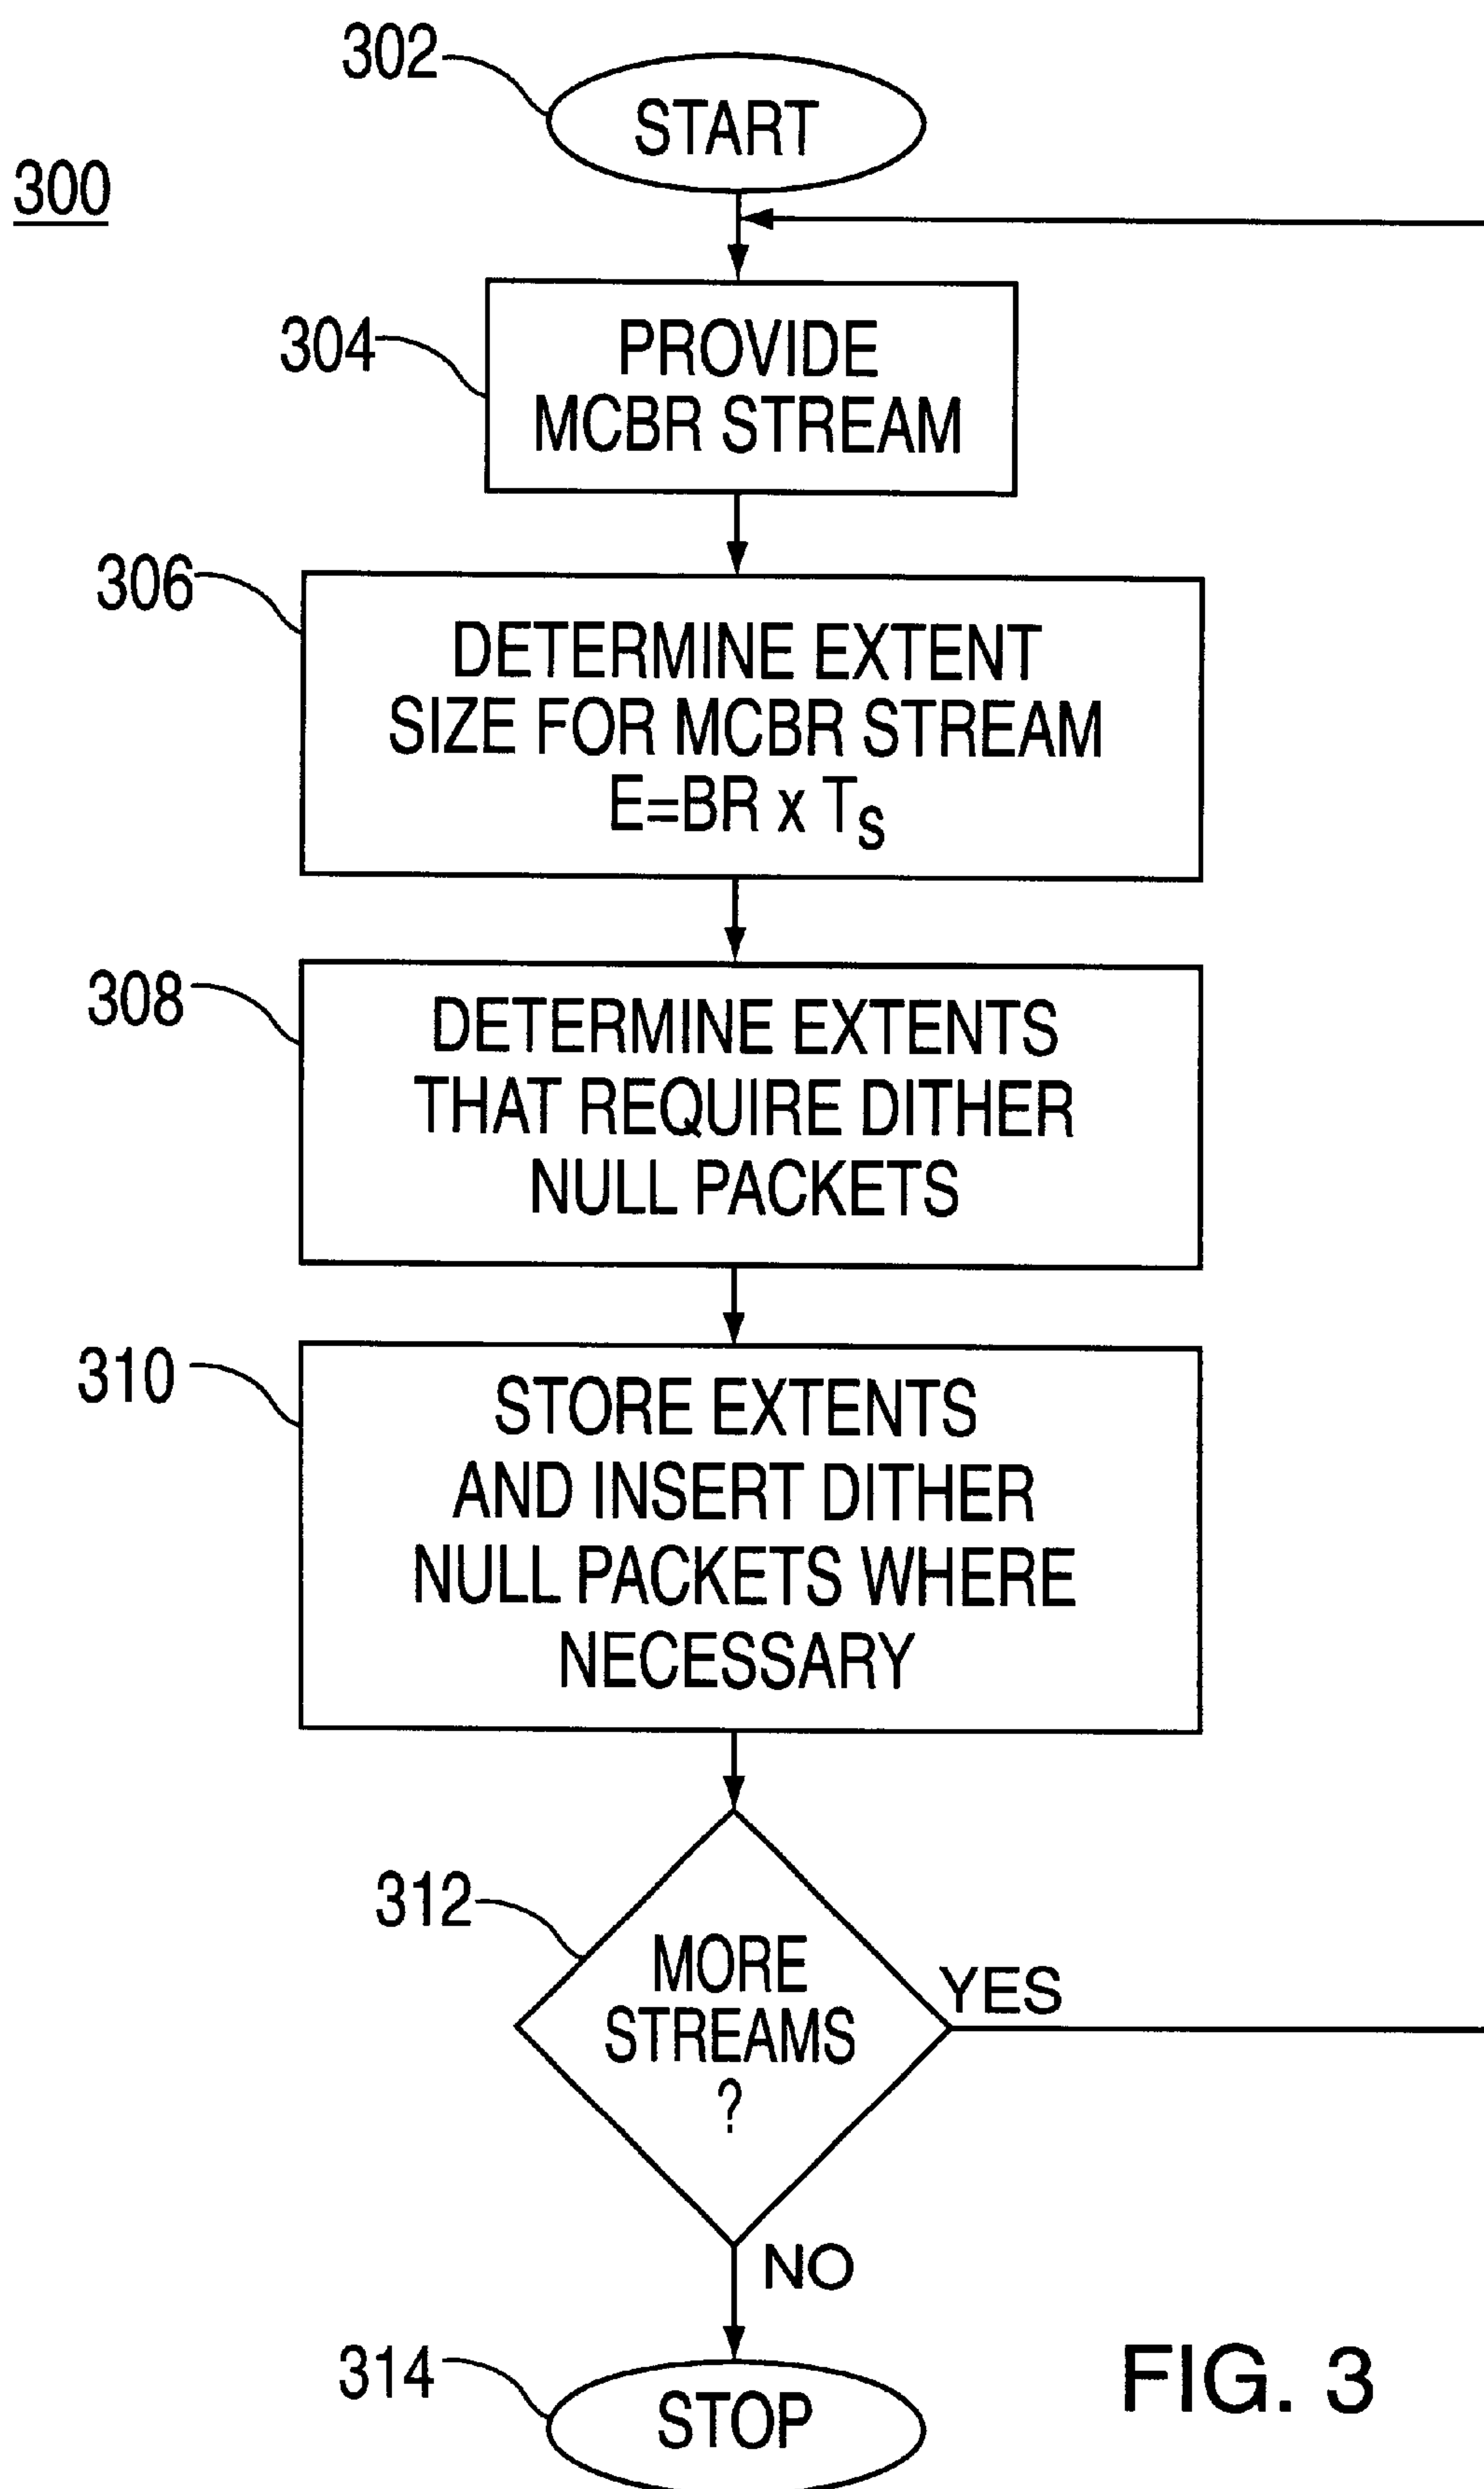 302
START
300
304
PROVIDE
MCBR STREAM
306
DETERMINE EXTENT
SIZE FOR MCBR STREAM
E=BR x TS
308
DETERMINE EXTENTS
THAT REQUIRE DITHER
NULL PACKETS
310
STORE EXTENTS
AND INSERT DITHER
NULL PACKETS WHERE
NECESSARY
312
MORE
STREAMS
?
YES
NO
314
STOP
FIG. 3